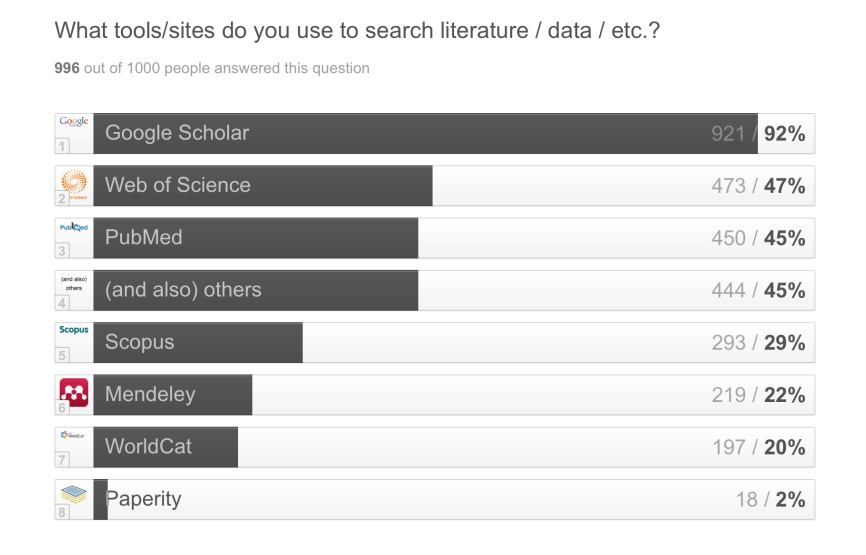 What tools/sites do you use to search literature / data / etc.?
996 out of 1000 people answered this question
Google
1
Google Scholar
921 / 92%
2
OF SCIENCE
Web of Science
473 / 47%
PubMed
3
PubMed
450 / 45%
(and also)
others
4
(and also) others
444 / 45%
Scopus
5
Scopus
293 / 29%
6
Mendeley
219 / 22%
WorldCat
7
WorldCat
197 / 20%
8
Paperity
18 / 2%